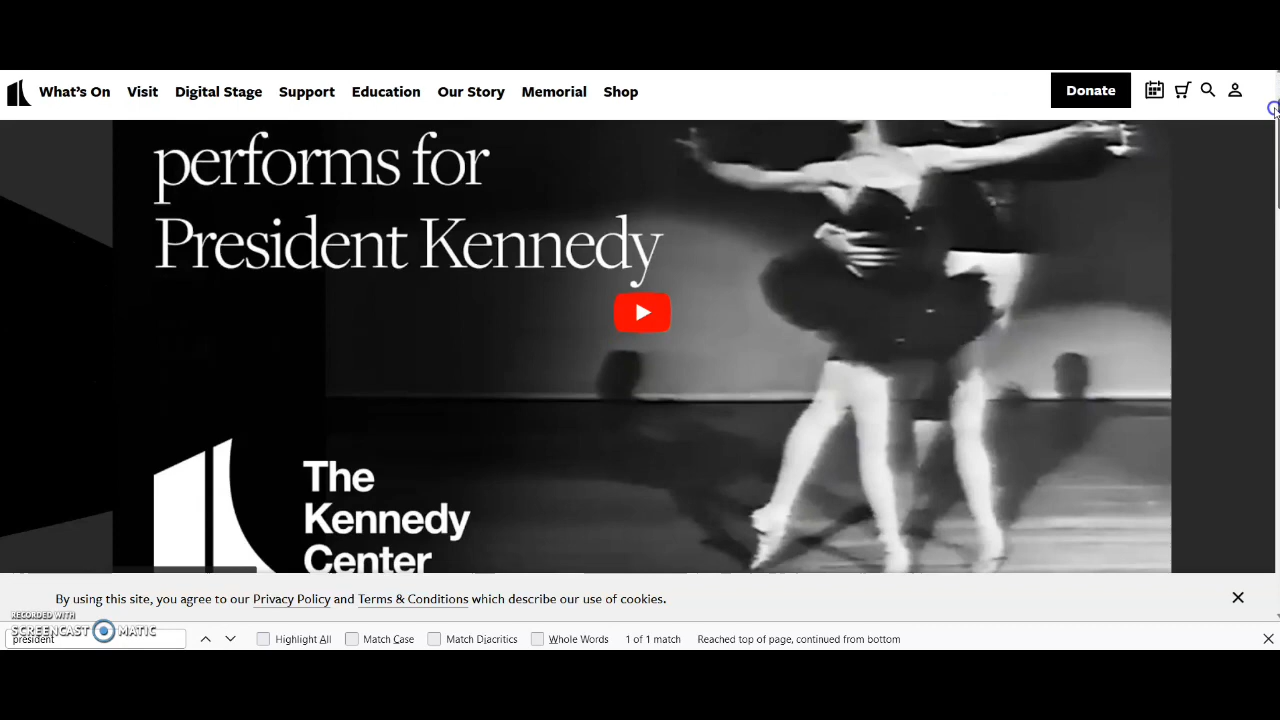 What's On Visit Digital Stage Support Education Our Story Memorial Shop Donate
performs for
President Kennedy
The
Kennedy
Center
By using this site, you agree to our Privacy Policy and Terms & Conditions which describe our use of cookies.
RECORDED WITH
SCREENCAST MATIC
president Highlight All Match Case Match Diacritics Whole Words 1 of 1 match Reached top of page, continued from bottom